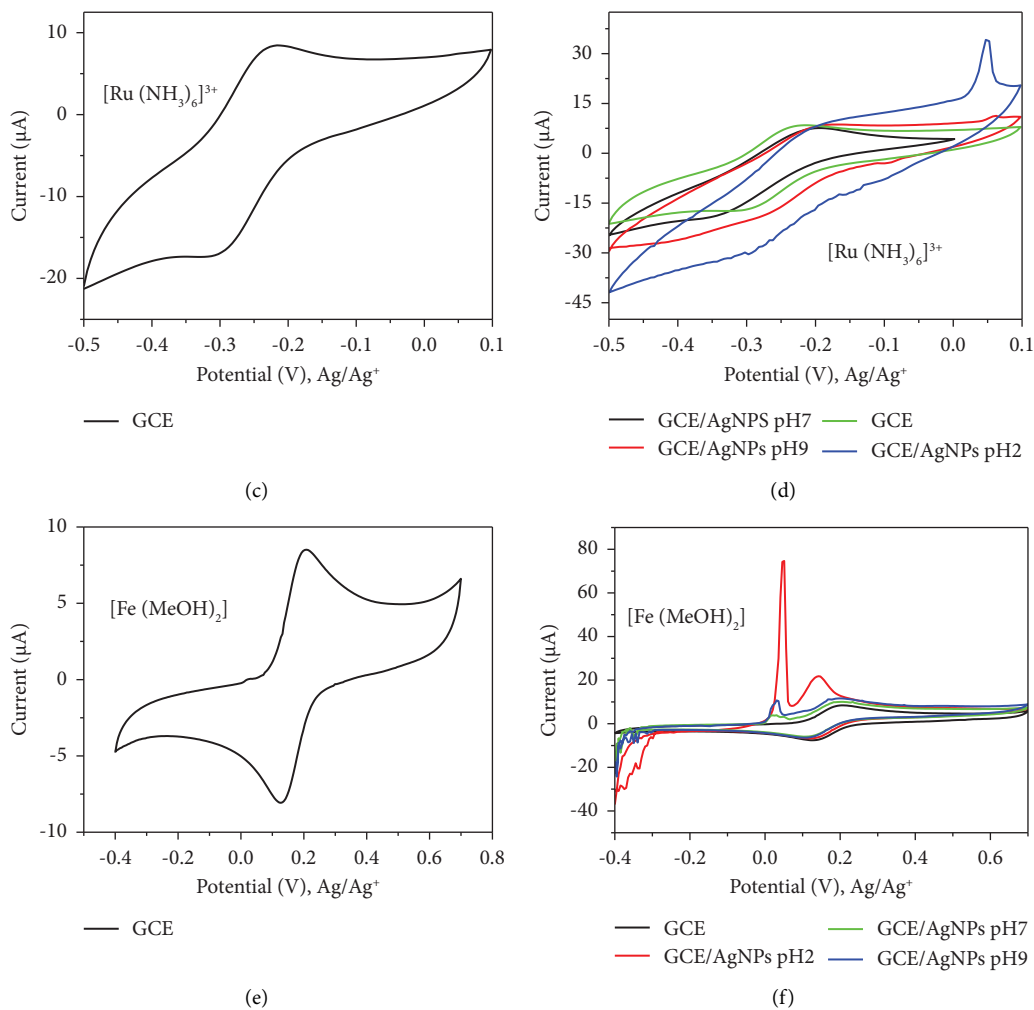 10
0
-10
-20
Current (μA)
[Ru (NH3)6]3+
-0.5 -0.4 -0.3 -0.2 -0.1 0.0 0.1
Potential (V), Ag/Ag+
GCE
(c)
30
15
0
-15
-30
-45
Current (μA)
[Ru (NH3)6]3+
-0.5 -0.4 -0.3 -0.2 -0.1 0.0 0.1
Potential (V), Ag/Ag+
GCE/AgNPS pH7 GCE
GCE/AgNPs pH9 GCE/AgNPs pH2
(d)
10
5
0
-5
-10
Current (μA)
[Fe (MeOH)2]
-0.4 -0.2 0.0 0.2 0.4 0.6 0.8
Potential (V), Ag/Ag+
GCE
(e)
80
60
40
20
0
-20
-40
Current (μA)
[Fe (MeOH)2]
-0.4 -0.2 0.0 0.2 0.4 0.6
Potential (V), Ag/Ag+
GCE GCE/AgNPs pH7
GCE/AgNPs pH2 GCE/AgNPs pH9
(f)